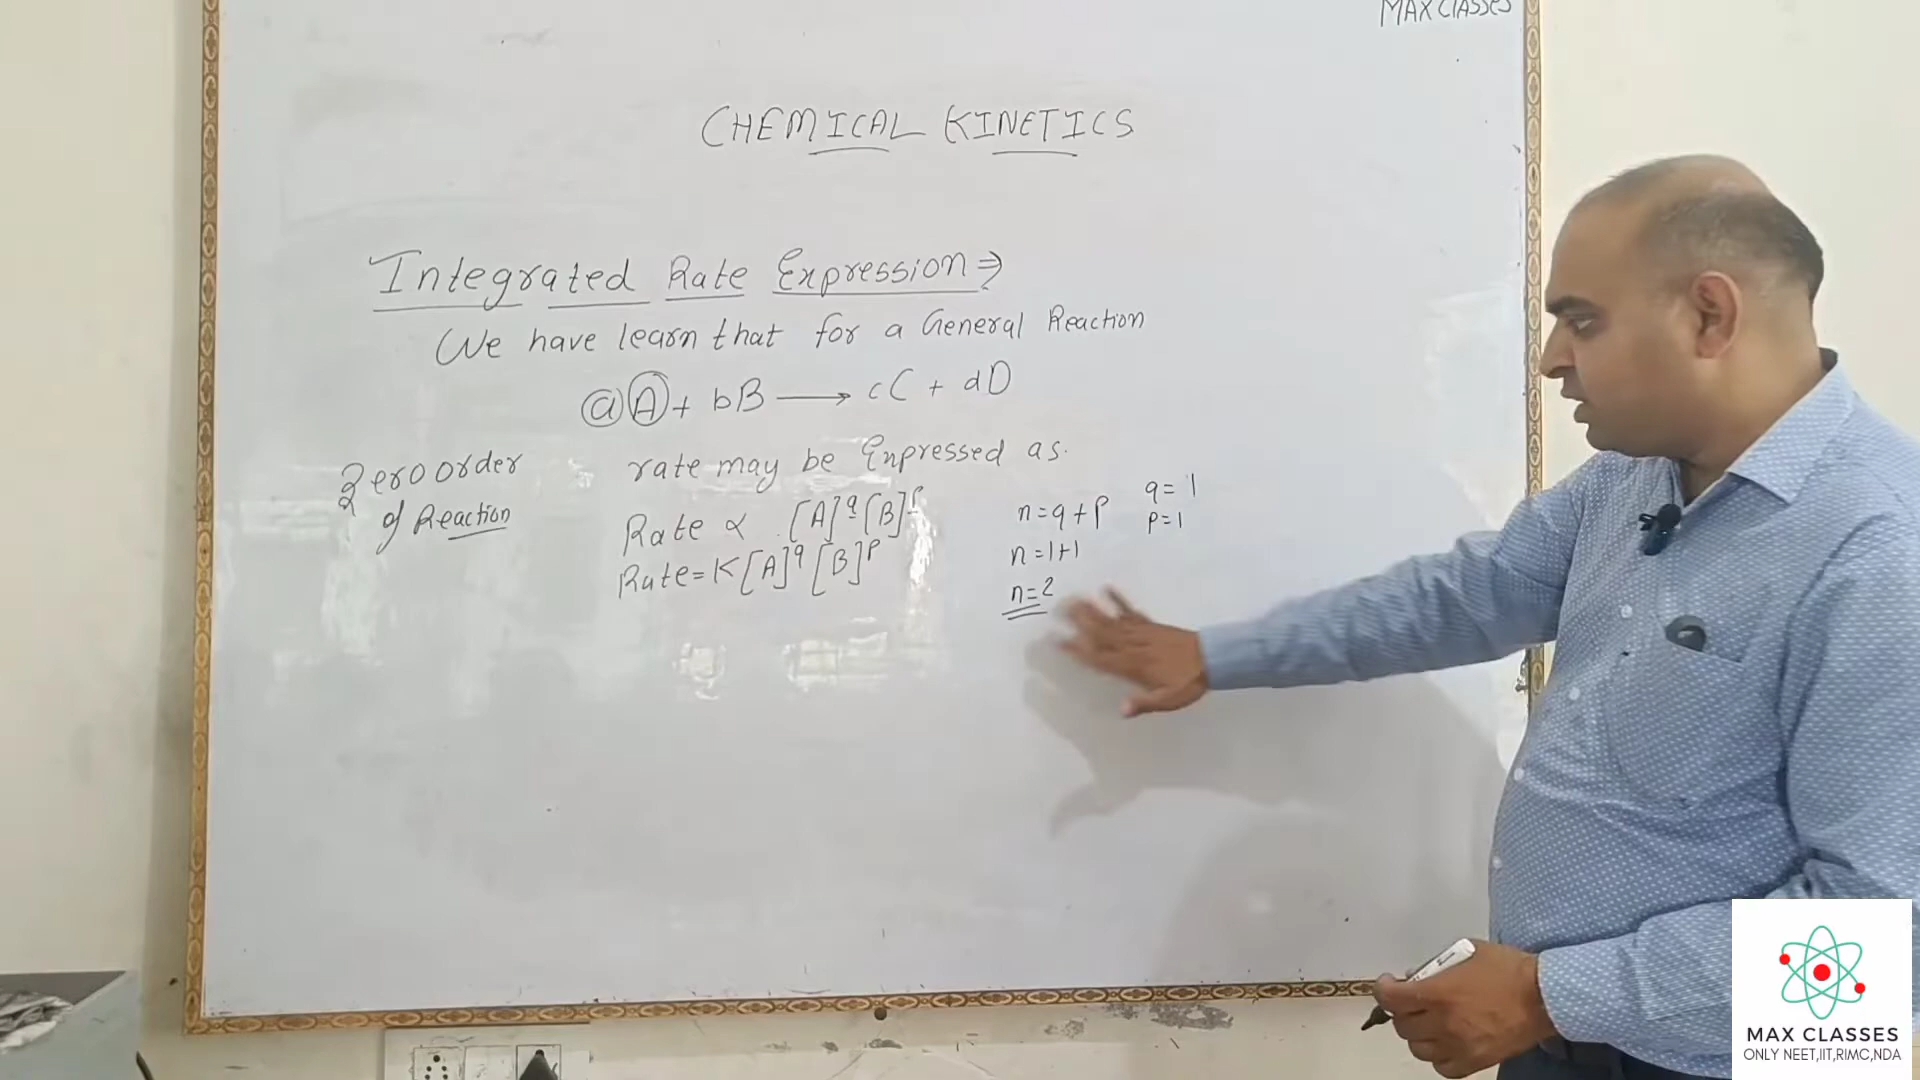 MAX CLASSES
CHEMICAL KINETICS
Integrated Rate Expression ⇒
We have learn that for a General Reaction
aA + bB ⟶ cC + dD
Zero order
of Reaction
rate may be Expressed as.
Rate ∝ [A]^q [B]^p
Rate = K[A]^q [B]^p
n = q + p
n = 1+1
n = 2
q = 1
p = 1
MAX CLASSES
ONLY NEET,IIT,RIMC,NDA